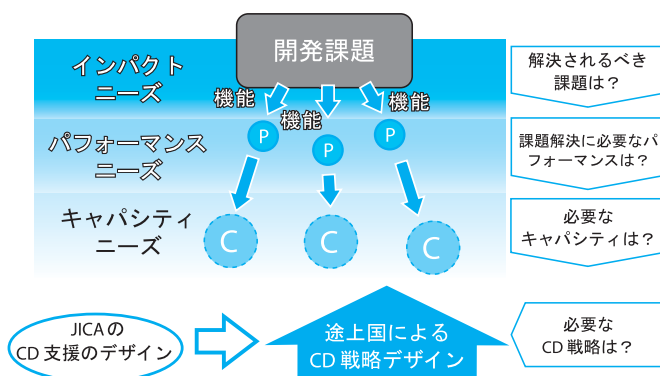 開発課題
インパクト
ニーズ
機能
機能
機能
解決されるべき
課題は？
パフォーマンス
ニーズ
P
P
P
課題解決に必要なパ
フォーマンスは？
キャパシティ
ニーズ
C
C
C
必要な
キャパシティは？
JICAの
CD支援のデザイン
途上国による
CD戦略デザイン
必要な
CD戦略は？